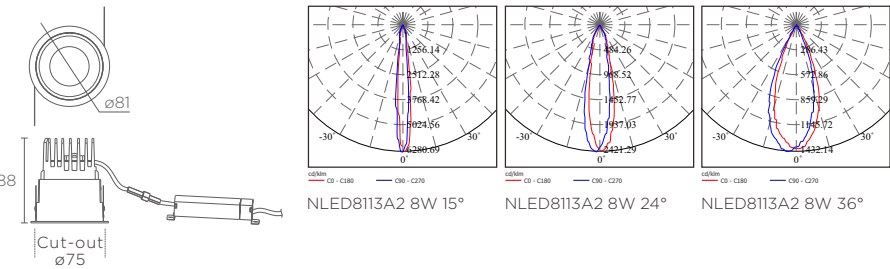 ø81
88
Cut-out
ø75
1256.14
2512.28
3768.42
5024.56
6280.69
-30° 30°
0°
cd/klm
C0 - C180 C90 - C270
NLED8113A2 8W 15°
484.26
968.52
1452.77
1937.03
2421.29
-30° 30°
0°
cd/klm
C0 - C180 C90 - C270
NLED8113A2 8W 24°
286.43
572.86
859.29
1145.72
1432.14
-30° 30°
0°
cd/klm
C0 - C180 C90 - C270
NLED8113A2 8W 36°